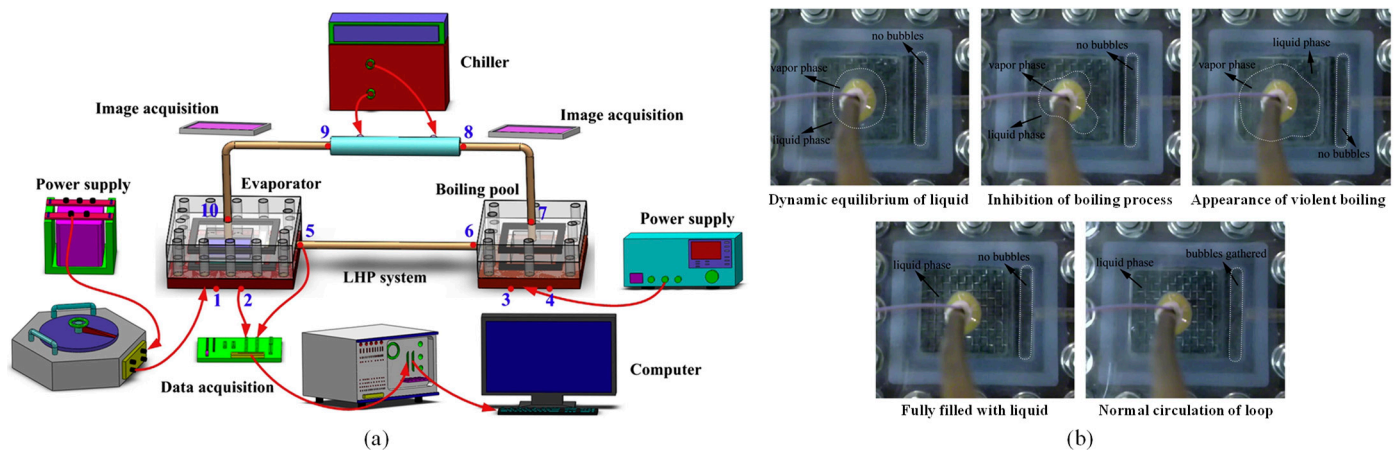 Chiller
Image acquisition
Image acquisition
9
8
Power supply
Evaporator
Boiling pool
10
7
Power supply
5
6
LHP system
1
2
3
4
Data acquisition
Computer
(a)
no bubbles
vapor phase
liquid phase
Dynamic equilibrium of liquid
no bubbles
vapor phase
liquid phase
Inhibition of boiling process
liquid phase
vapor phase
no bubbles
Appearance of violent boiling
liquid phase
no bubbles
Fully filled with liquid
bubbles gathered
liquid phase
Normal circulation of loop
(b)